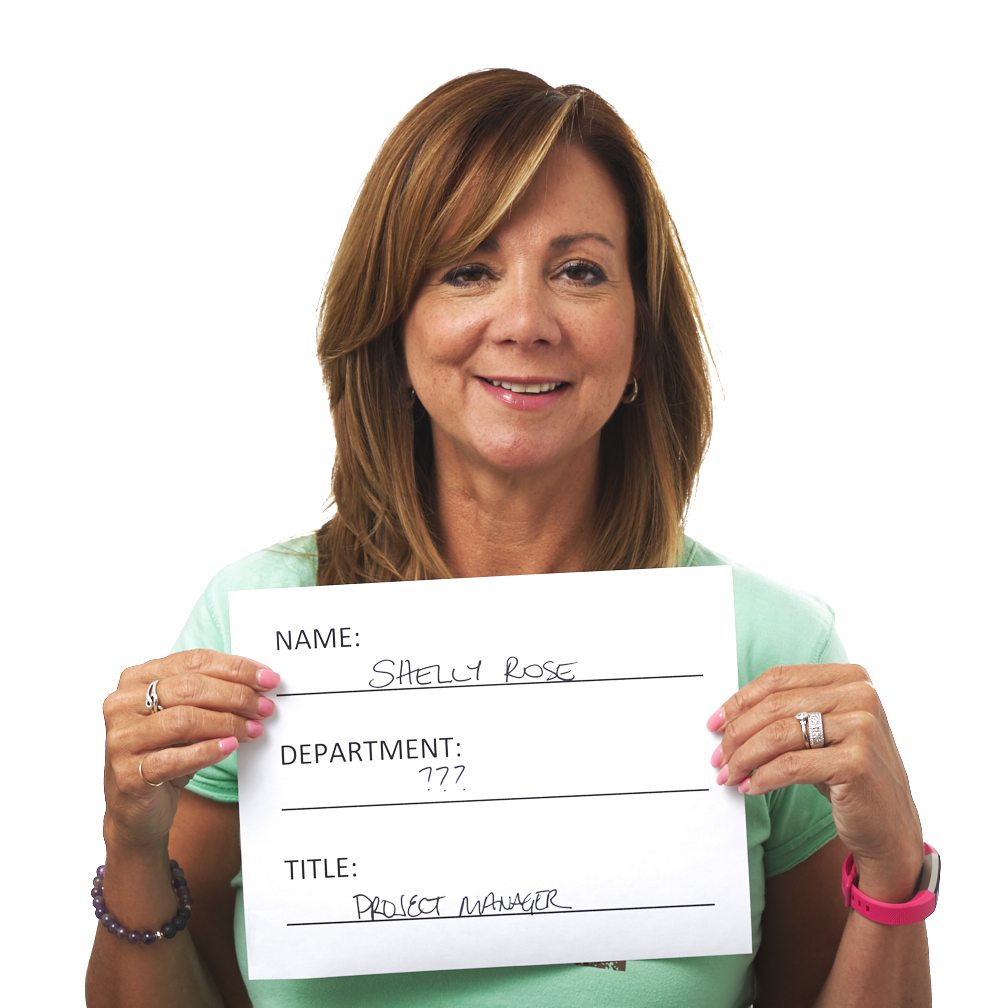 NAME:
SHELLY ROSE
DEPARTMENT:
???
TITLE:
PROJECT MANAGER